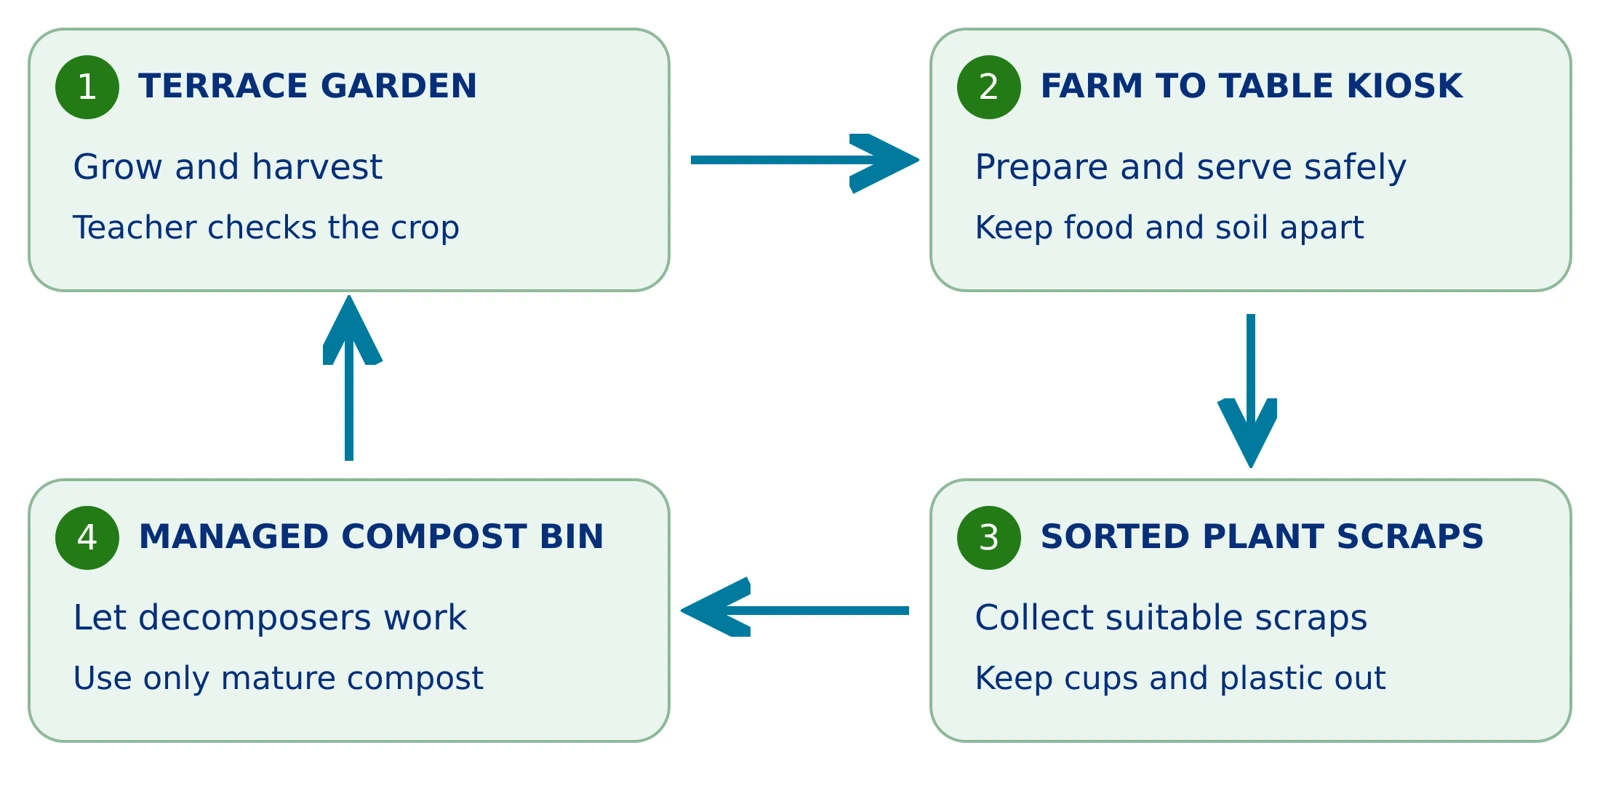 1 TERRACE GARDEN
Grow and harvest
Teacher checks the crop
2 FARM TO TABLE KIOSK
Prepare and serve safely
Keep food and soil apart
3 SORTED PLANT SCRAPS
Collect suitable scraps
Keep cups and plastic out
4 MANAGED COMPOST BIN
Let decomposers work
Use only mature compost